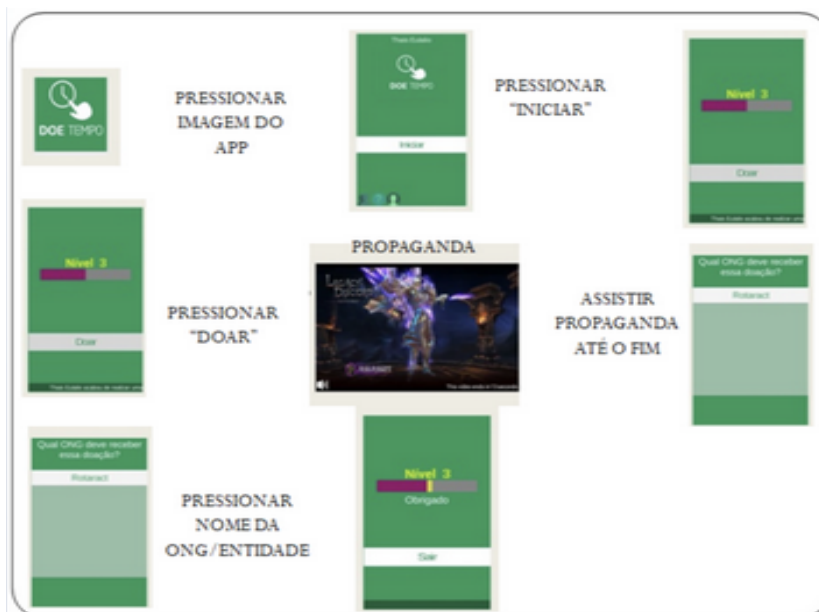 DOE TEMPO
PRESSIONAR
IMAGEM DO
APP
Iniciar
PRESSIONAR
"INICIAR"
Nível 3
Doar
Nível 3
Doar
PRESSIONAR
"DOAR"
PROPAGANDA
ASSISTIR
PROPAGANDA
ATÉ O FIM
Qual ONG deve receber
essa doação?
Rotaract
Qual ONG deve receber
essa doação?
Rotaract
PRESSIONAR
NOME DA
ONG/ENTIDADE
Nível 3
Obrigado
Sair